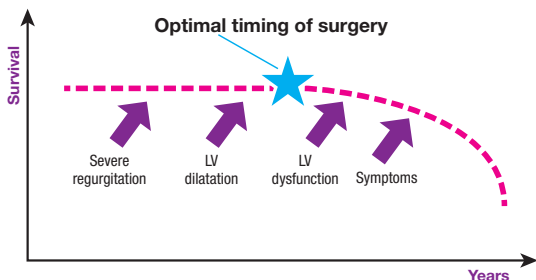 Optimal timing of surgery
Survival
Severe
regurgitation
LV
dilatation
LV
dysfunction
Symptoms
Years